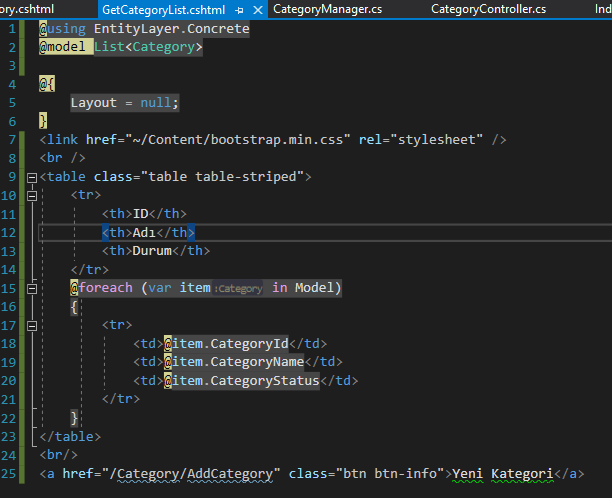 ory.cshtml GetCategoryList.cshtml CategoryManager.cs CategoryController.cs Ind
1 @using EntityLayer.Concrete
2 @model List<Category>
3
4 @{
5 Layout = null;
6 }
7 <link href="~/Content/bootstrap.min.css" rel="stylesheet" />
8 <br />
9 <table class="table table-striped">
10 <tr>
11 <th>ID</th>
12 <th>Adı</th>
13 <th>Durum</th>
14 </tr>
15 @foreach (var item :Category in Model)
16 {
17 <tr>
18 <td>@item.CategoryId</td>
19 <td>@item.CategoryName</td>
20 <td>@item.CategoryStatus</td>
21 </tr>
22 }
23 </table>
24 <br/>
25 <a href="/Category/AddCategory" class="btn btn-info">Yeni Kategori</a>